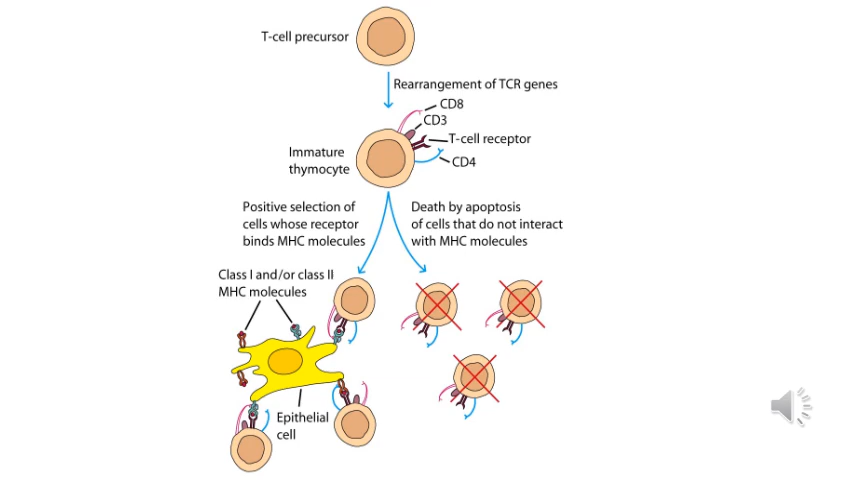 T-cell precursor
Rearrangement of TCR genes
CD8
CD3
T-cell receptor
Immature
thymocyte
CD4
Positive selection of
cells whose receptor
binds MHC molecules
Death by apoptosis
of cells that do not interact
with MHC molecules
Class I and/or class II
MHC molecules
Epithelial
cell